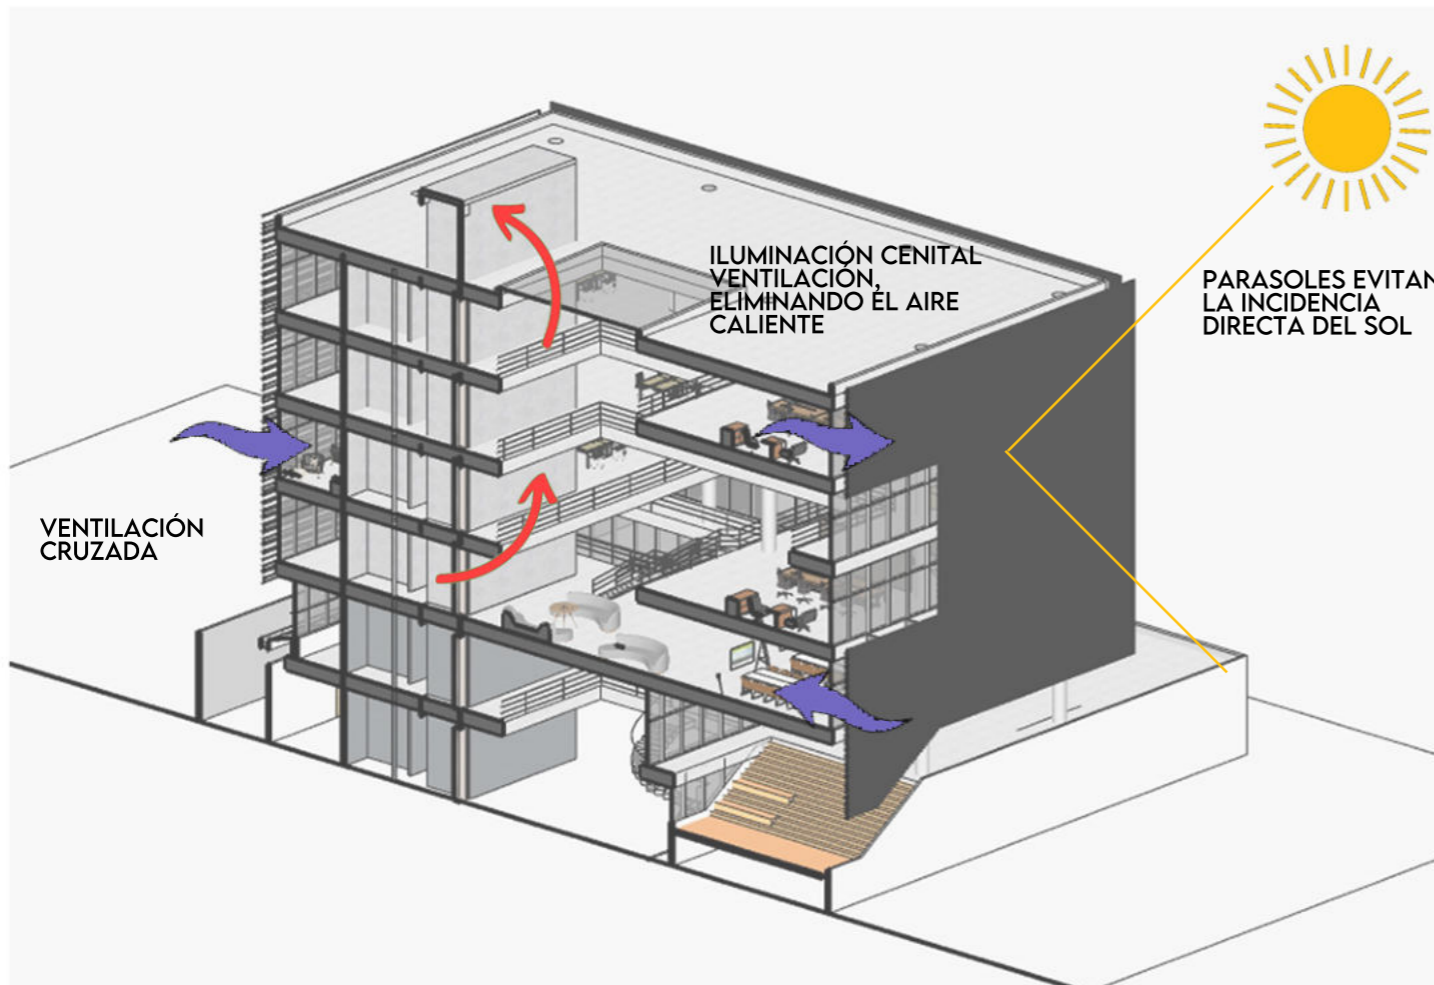 ILUMINACIÓN CENITAL
VENTILACIÓN,
ELIMINANDO EL AIRE
CALIENTE
PARASOLES EVITAN
LA INCIDENCIA
DIRECTA DEL SOL
VENTILACIÓN
CRUZADA